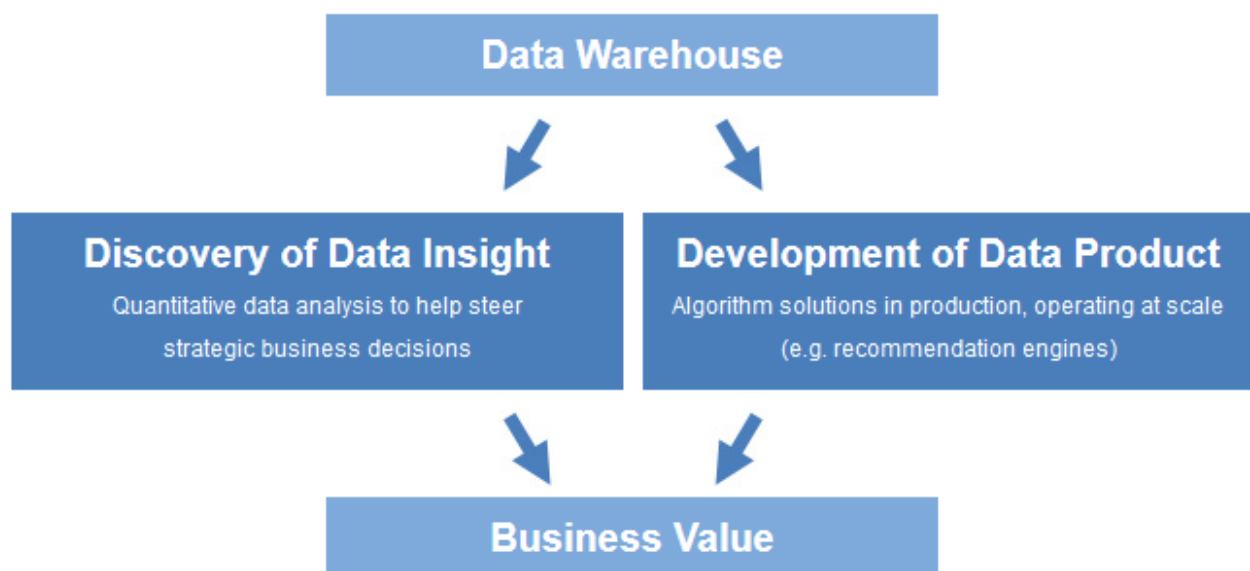 Data Warehouse
Discovery of Data Insight
Quantitative data analysis to help steer
strategic business decisions
Development of Data Product
Algorithm solutions in production, operating at scale
(e.g. recommendation engines)
Business Value